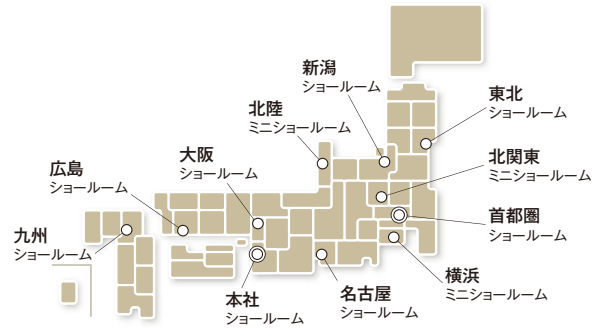 新潟
ショールーム
東北
ショールーム
北陸
ミニショールーム
北関東
ミニショールーム
大阪
ショールーム
広島
ショールーム
首都圏
ショールーム
九州
ショールーム
横浜
ミニショールーム
名古屋
ショールーム
本社
ショールーム